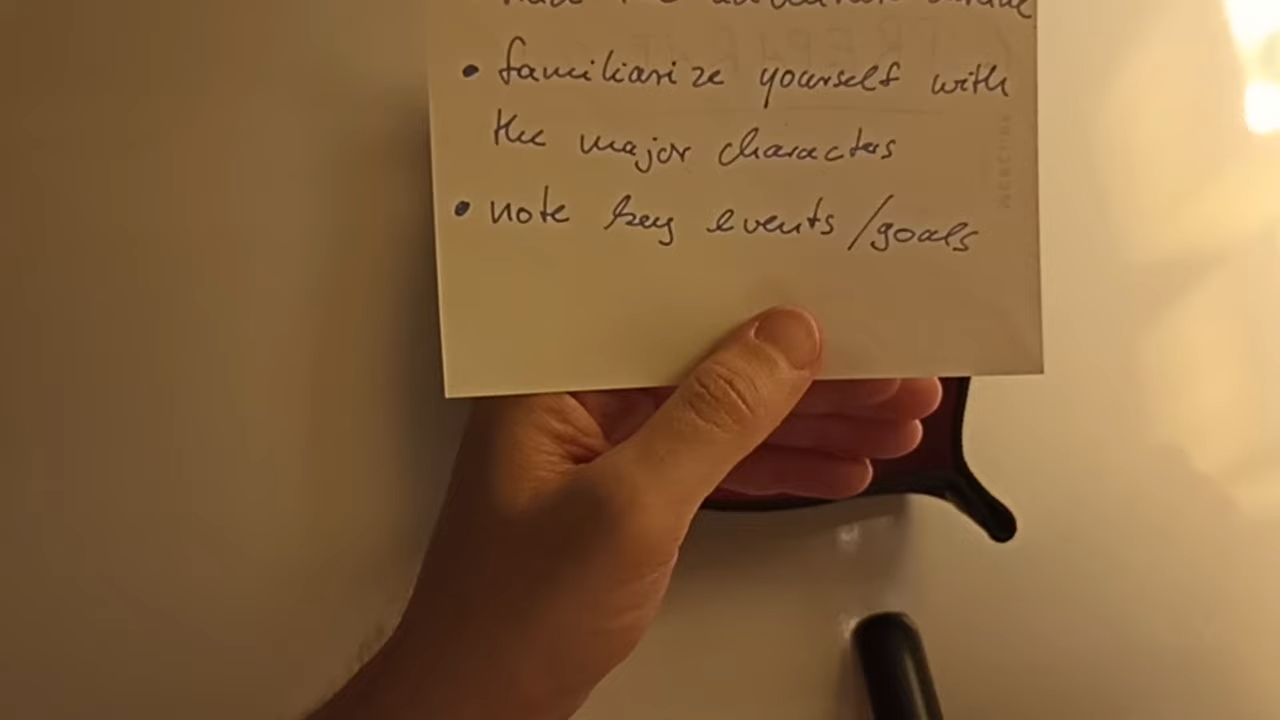 • familiarize yourself with
the major characters
• note key events/goals